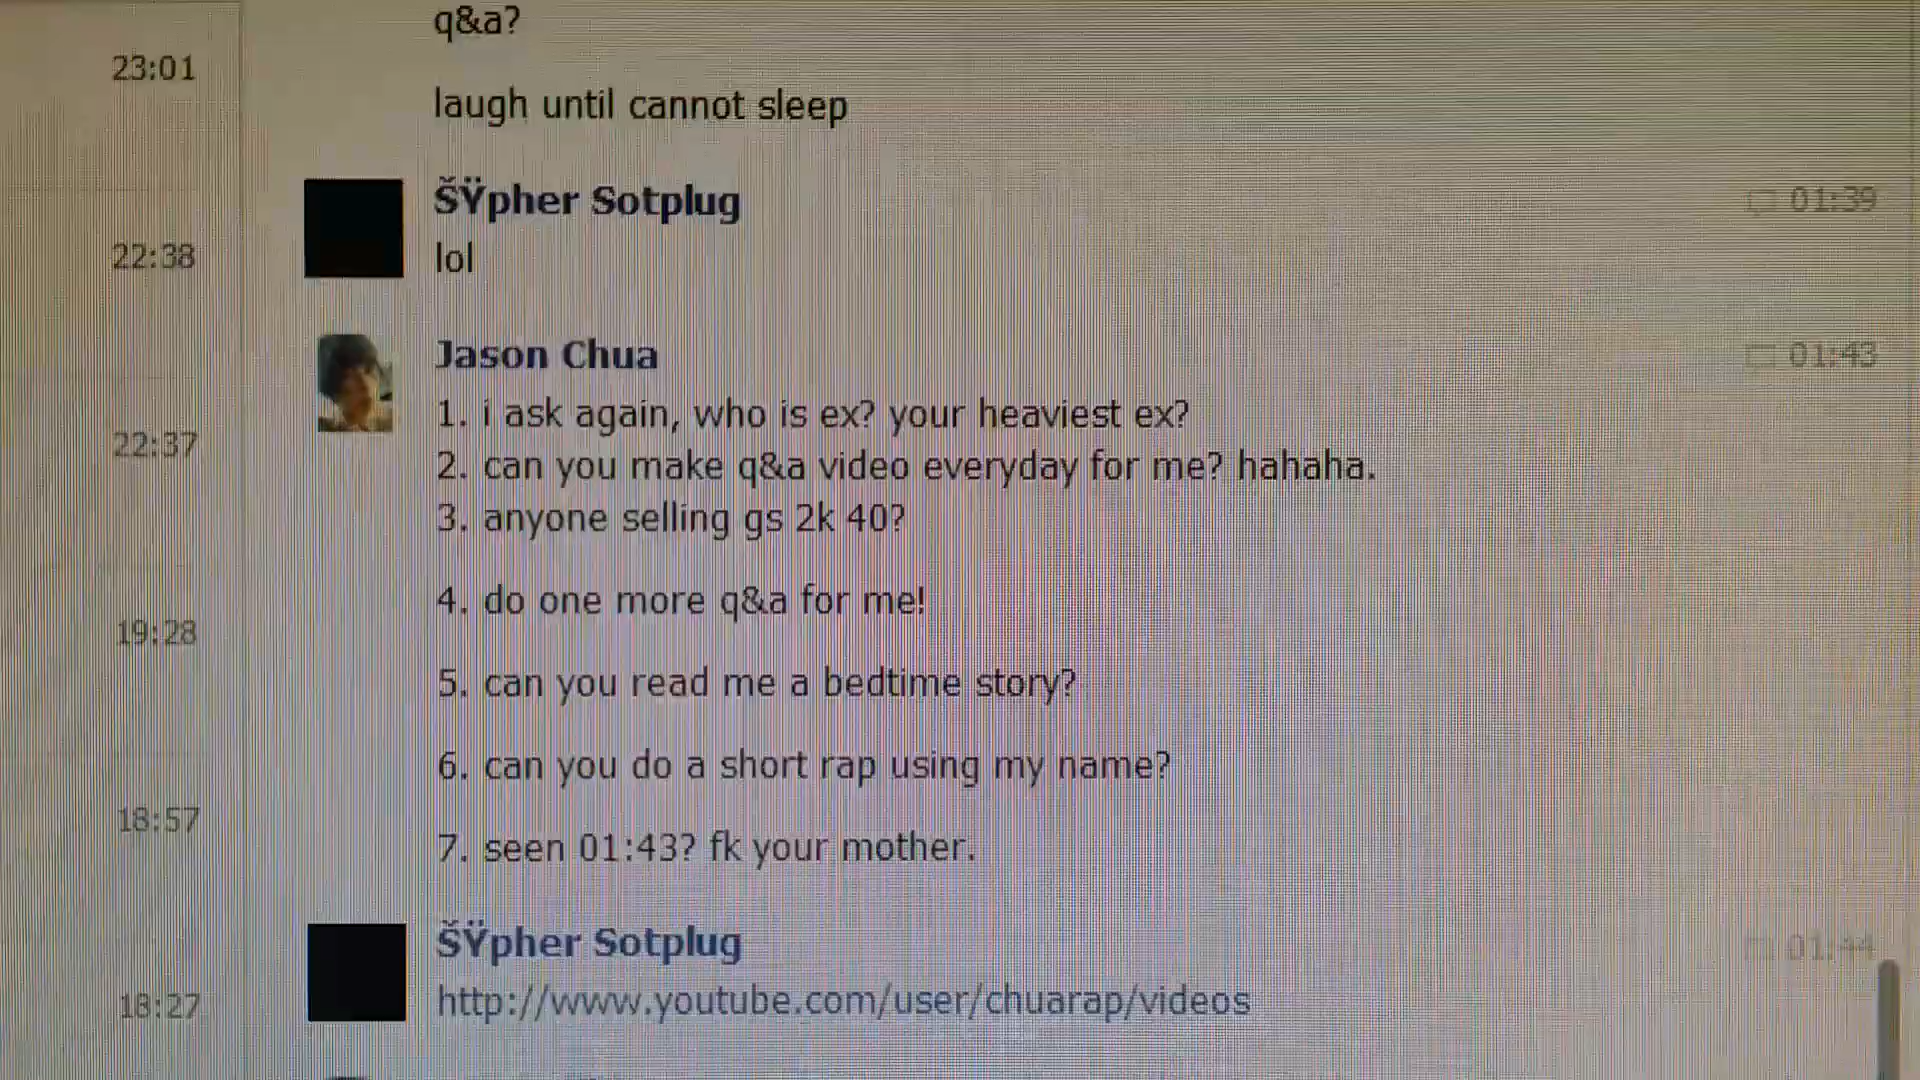 q&a?
23:01
laugh until cannot sleep
ŠŸpher Sotplug
01:39
22:38
lol
Jason Chua
01:43
1. i ask again, who is ex? your heaviest ex?
22:37
2. can you make q&a video everyday for me? hahaha.
3. anyone selling gs 2k 40?
4. do one more q&a for me!
19:28
5. can you read me a bedtime story?
6. can you do a short rap using my name?
18:57
7. seen 01:43? fk your mother.
ŠŸpher Sotplug
01:44
18:27
http://www.youtube.com/user/chuarap/videos